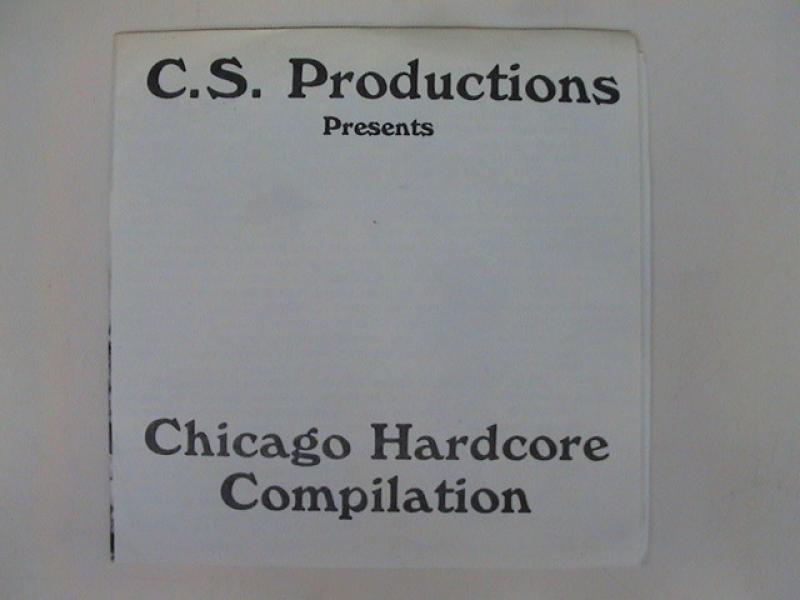 C.S. Productions
Presents
Chicago Hardcore
Compilation